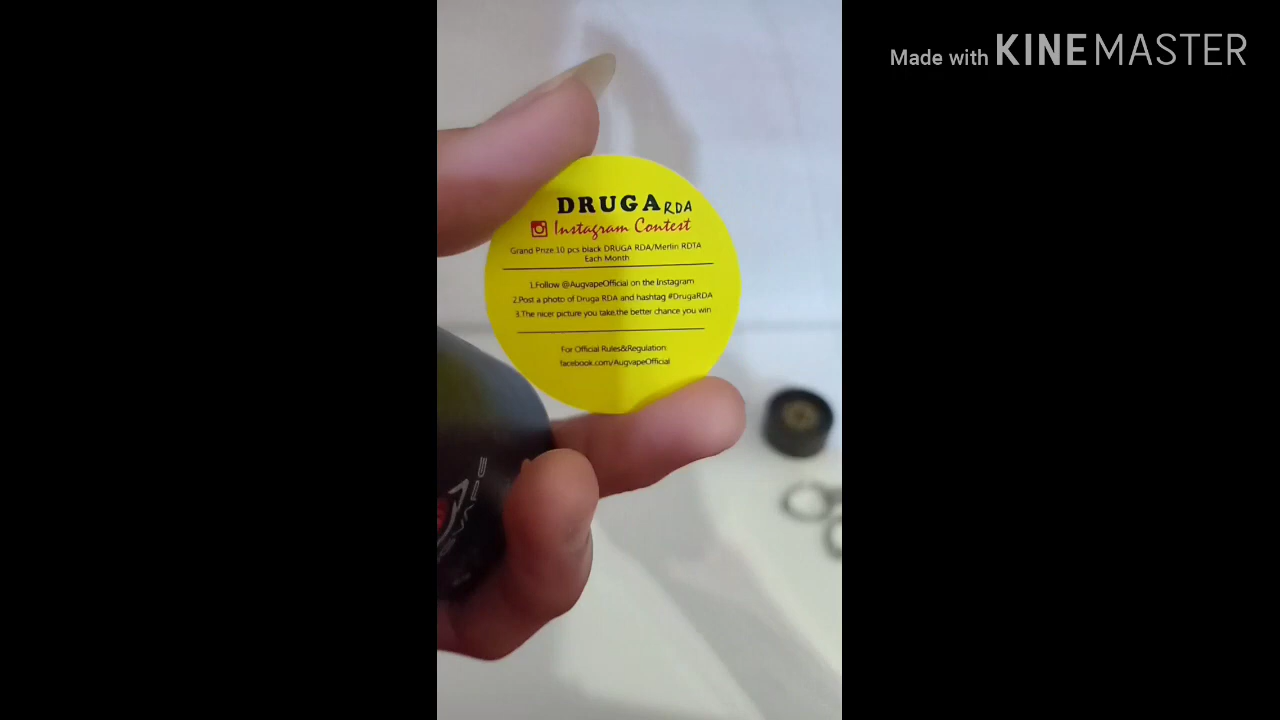 Made with KINEMASTER
DRUGA RDA
Instagram Contest
Grand Prize:10 pcs black DRUGA RDA/Merlin RDTA
Each Month
1.Follow @AugvapeOfficial on the Instagram
2.Post a photo of Druga RDA and hashtag #DrugaRDA
3.The nicer picture you take,the better chance you win
For Official Rules&Regulation:
facebook.com/AugvapeOfficial